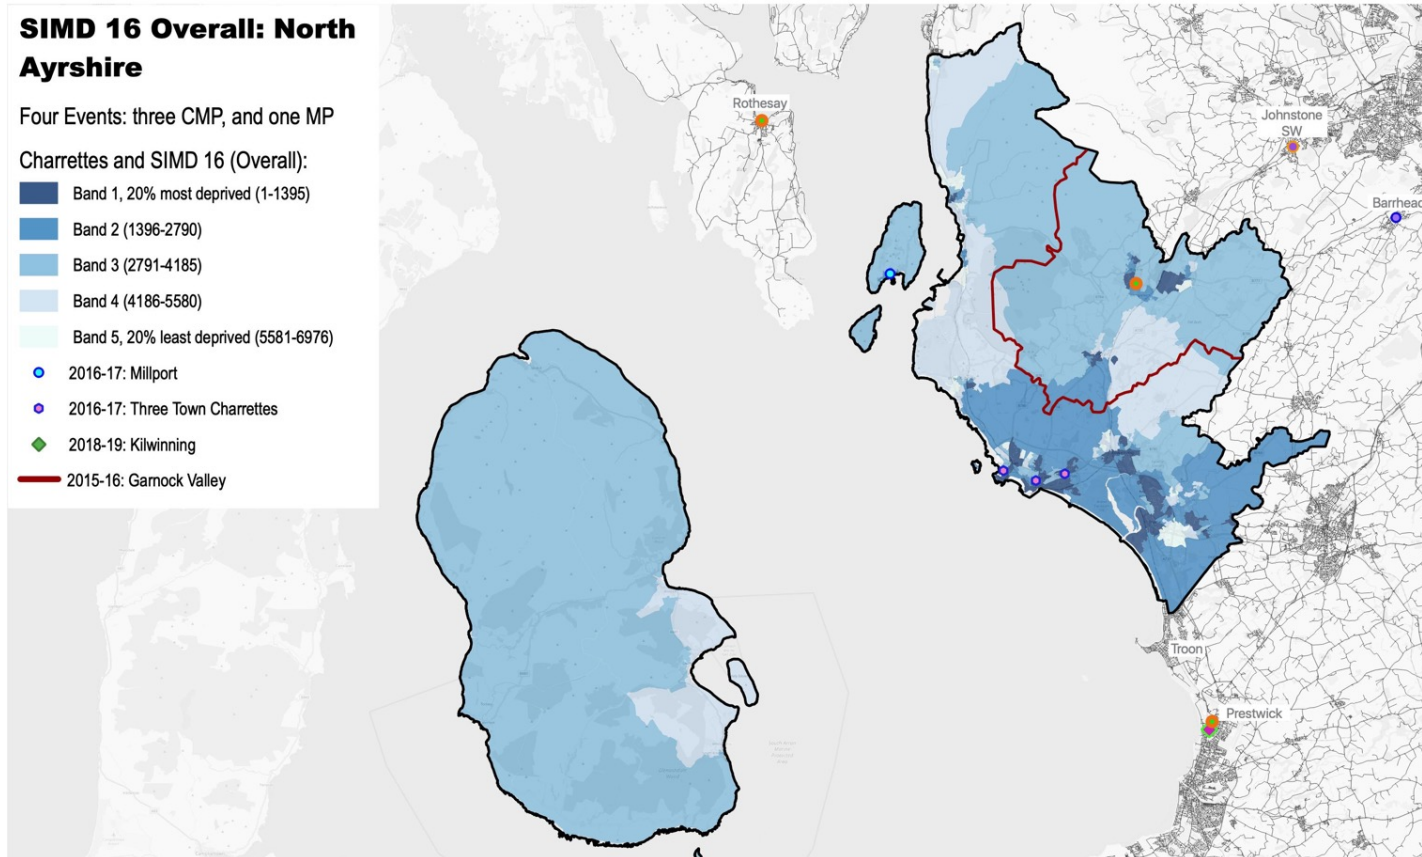 SIMD 16 Overall: North
Ayrshire
Four Events: three CMP, and one MP
Charrettes and SIMD 16 (Overall):
Band 1, 20% most deprived (1-1395)
Band 2 (1396-2790)
Band 3 (2791-4185)
Band 4 (4186-5580)
Band 5, 20% least deprived (5581-6976)
2016-17: Millport
2016-17: Three Town Charrettes
2018-19: Kilwinning
2015-16: Garnock Valley
Rothesay
Johnstone
SW
Barrhead
Troon
Prestwick